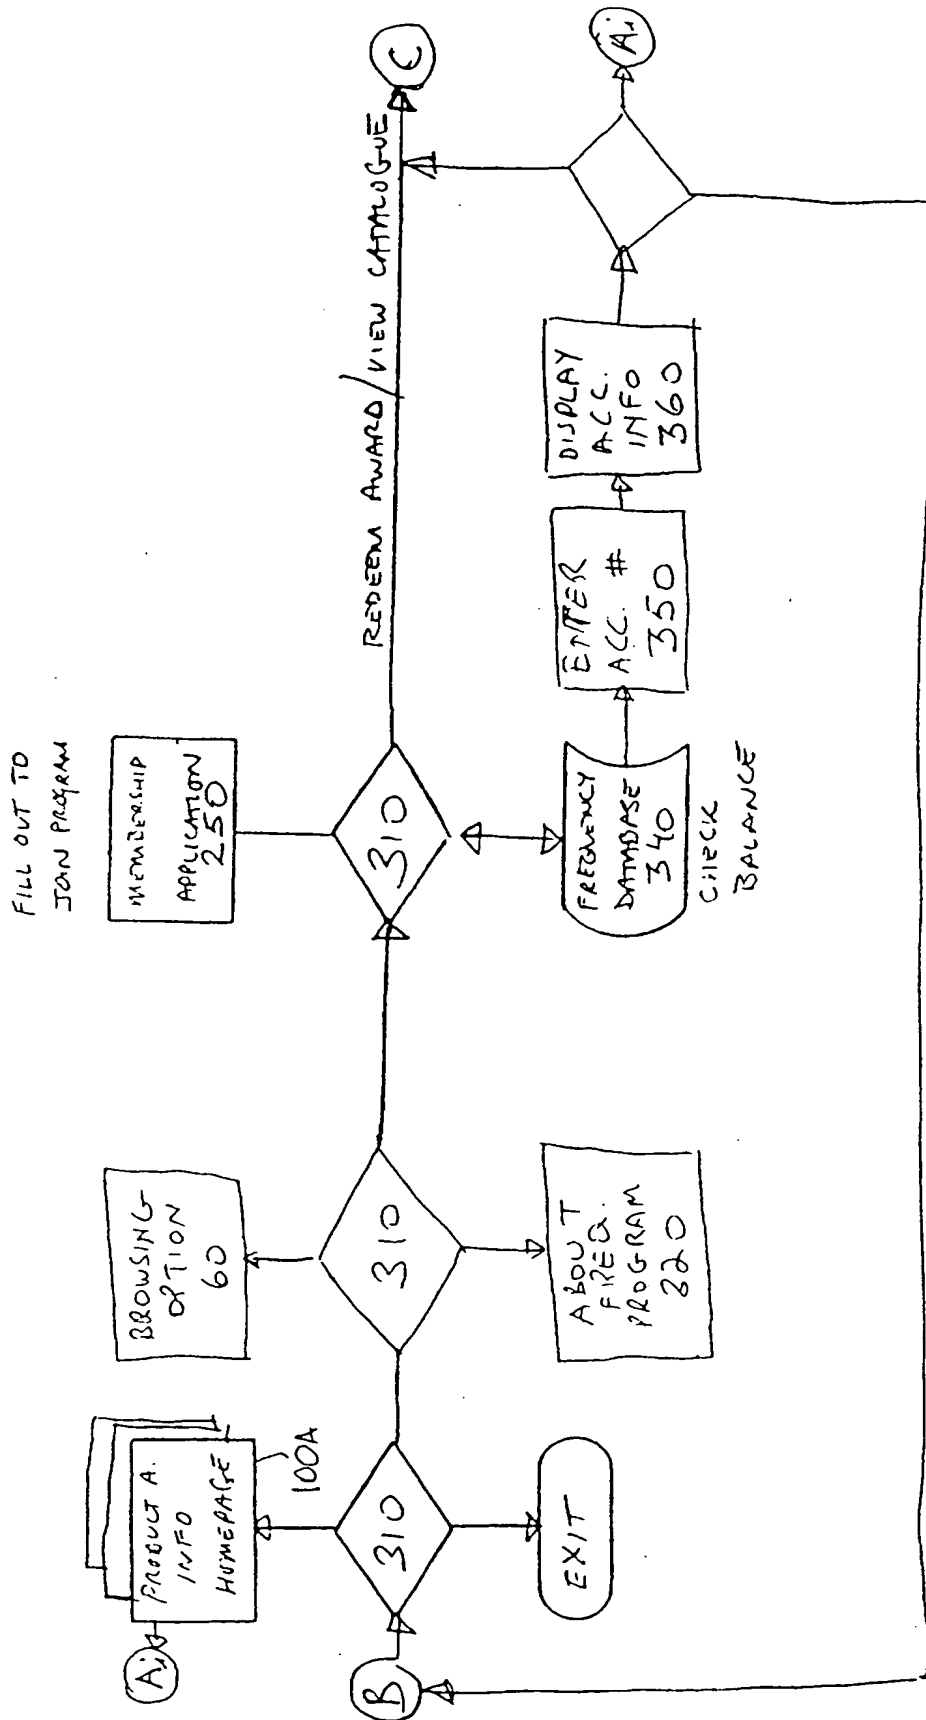 FILL OUT TO
JOIN PROGRAM
Ai
PRODUCT A.
INFO
HOMEPAGE
100A
BROWSING
OPTION
60
MEMBERSHIP
APPLICATION
250
B
310
310
310
REDEEM AWARD/VIEW CATALOGUE
C
EXIT
ABOUT
FREQ.
PROGRAM
320
FREQUENCY
DATABASE
340
CHECK
BALANCE
ENTER
ACC. #
350
DISPLAY
ACC.
INFO
360
Ai